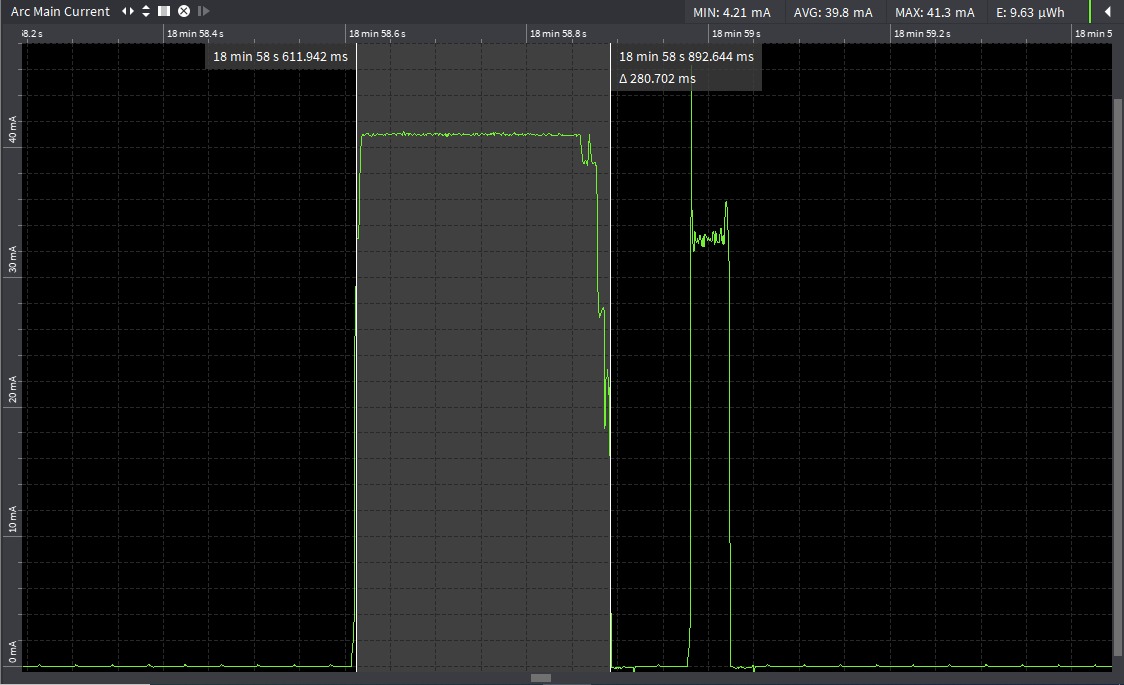 Arc Main Current MIN: 4.21 mA AVG: 39.8 mA MAX: 41.3 mA E: 9.63 µWh
8.2 s 18 min 58.4 s 18 min 58.6 s 18 min 58.8 s 18 min 59 s 18 min 59.2 s 18 min 5
18 min 58 s 611.942 ms 18 min 58 s 892.644 ms
Δ 280.702 ms
40 mA
30 mA
20 mA
10 mA
0 mA